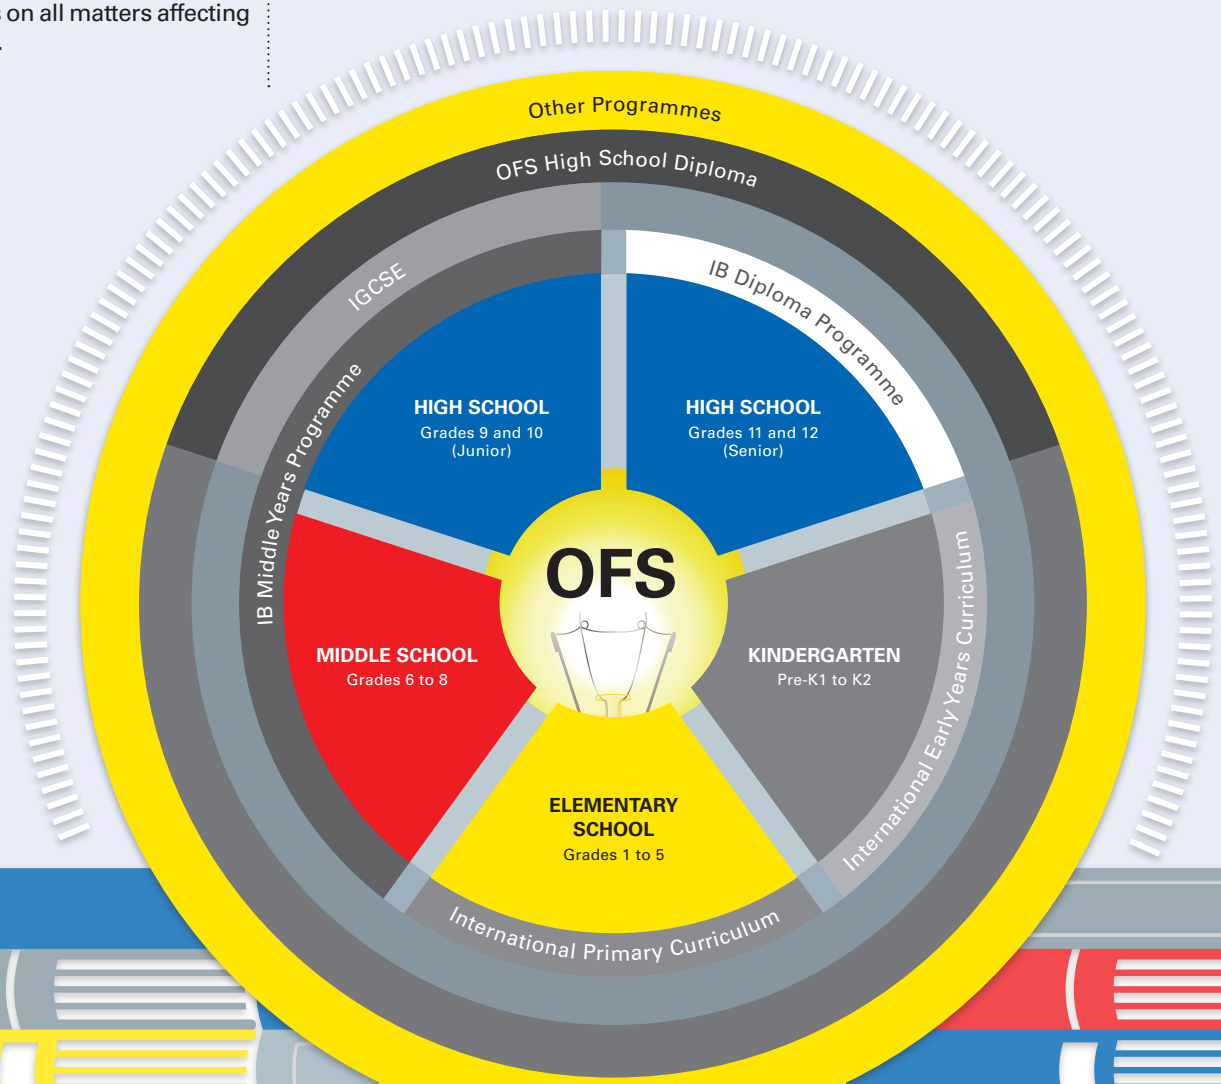 s on all matters affecting
.
Other Programmes
OFS High School Diploma
IGCSE
IB Diploma Programme
IB Middle Years Programme
HIGH SCHOOL
Grades 9 and 10
(Junior)
HIGH SCHOOL
Grades 11 and 12
(Senior)
OFS
MIDDLE SCHOOL
Grades 6 to 8
KINDERGARTEN
Pre-K1 to K2
International Early Years Curriculum
ELEMENTARY
SCHOOL
Grades 1 to 5
International Primary Curriculum